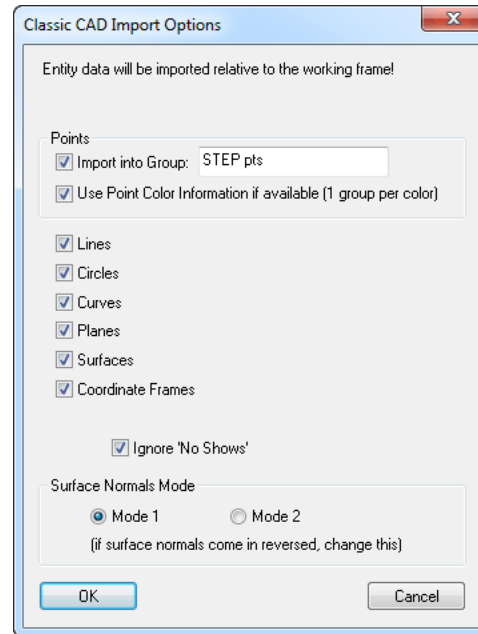 Classic CAD Import Options
Entity data will be imported relative to the working frame!
Points
Import into Group: STEP pts
Use Point Color Information if available (1 group per color)
Lines
Circles
Curves
Planes
Surfaces
Coordinate Frames
Ignore 'No Shows'
Surface Normals Mode
Mode 1 Mode 2
(if surface normals come in reversed, change this)
OK Cancel